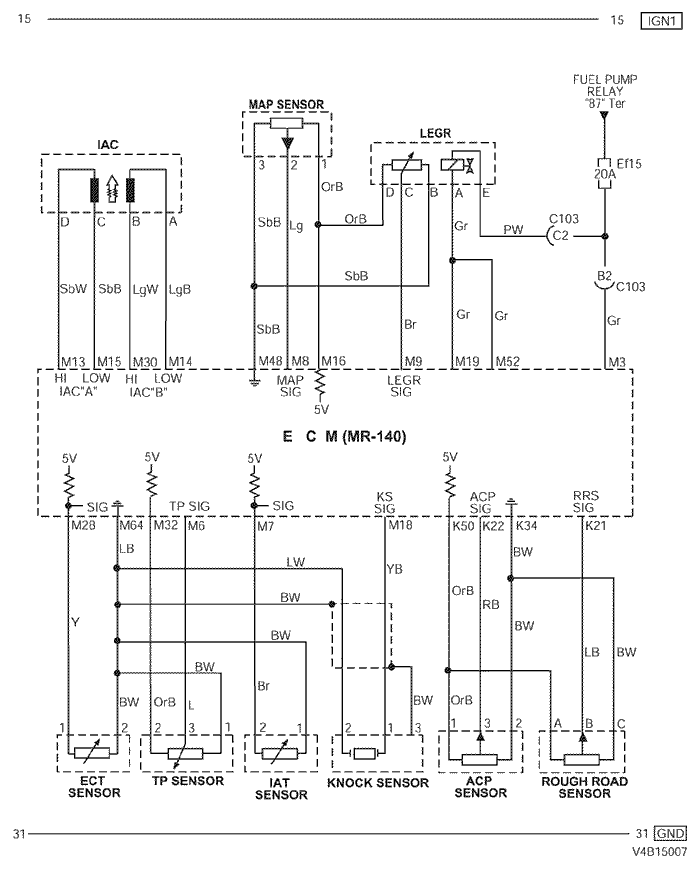 15 15 IGN1
FUEL PUMP
RELAY
"87" Ter
MAP SENSOR
LEGR
IAC
Ef15
20A
3 2 1
OrB
D C B A E
D C B A
SbB Lg OrB Gr PW C103
C2
SbB
B2
C103
SbW SbB LgW LgB
SbB Br Gr Gr Gr
M13 M15 M30 M14 M48 M8 M16 M9 M19 M52 M3
HI LOW HI LOW MAP LEGR
IAC"A" IAC"B" SIG SIG
5V
E C M (MR-140)
5V 5V 5V 5V
SIG TP SIG SIG KS
SIG ACP
SIG RRS
SIG
M28 M64 M32 M6 M7 M18 K50 K22 K34 K21
LB BW
LW YB
OrB
BW RB
Y BW BW
BW LB BW
Br
BW OrB L BW OrB
1 2 2 3 1 2 1 2 1 3 1 3 2 A B C
ECT
SENSOR
TP SENSOR
IAT
SENSOR
KNOCK SENSOR
ACP
SENSOR
ROUGH ROAD
SENSOR
31 31 GND
V4B15007